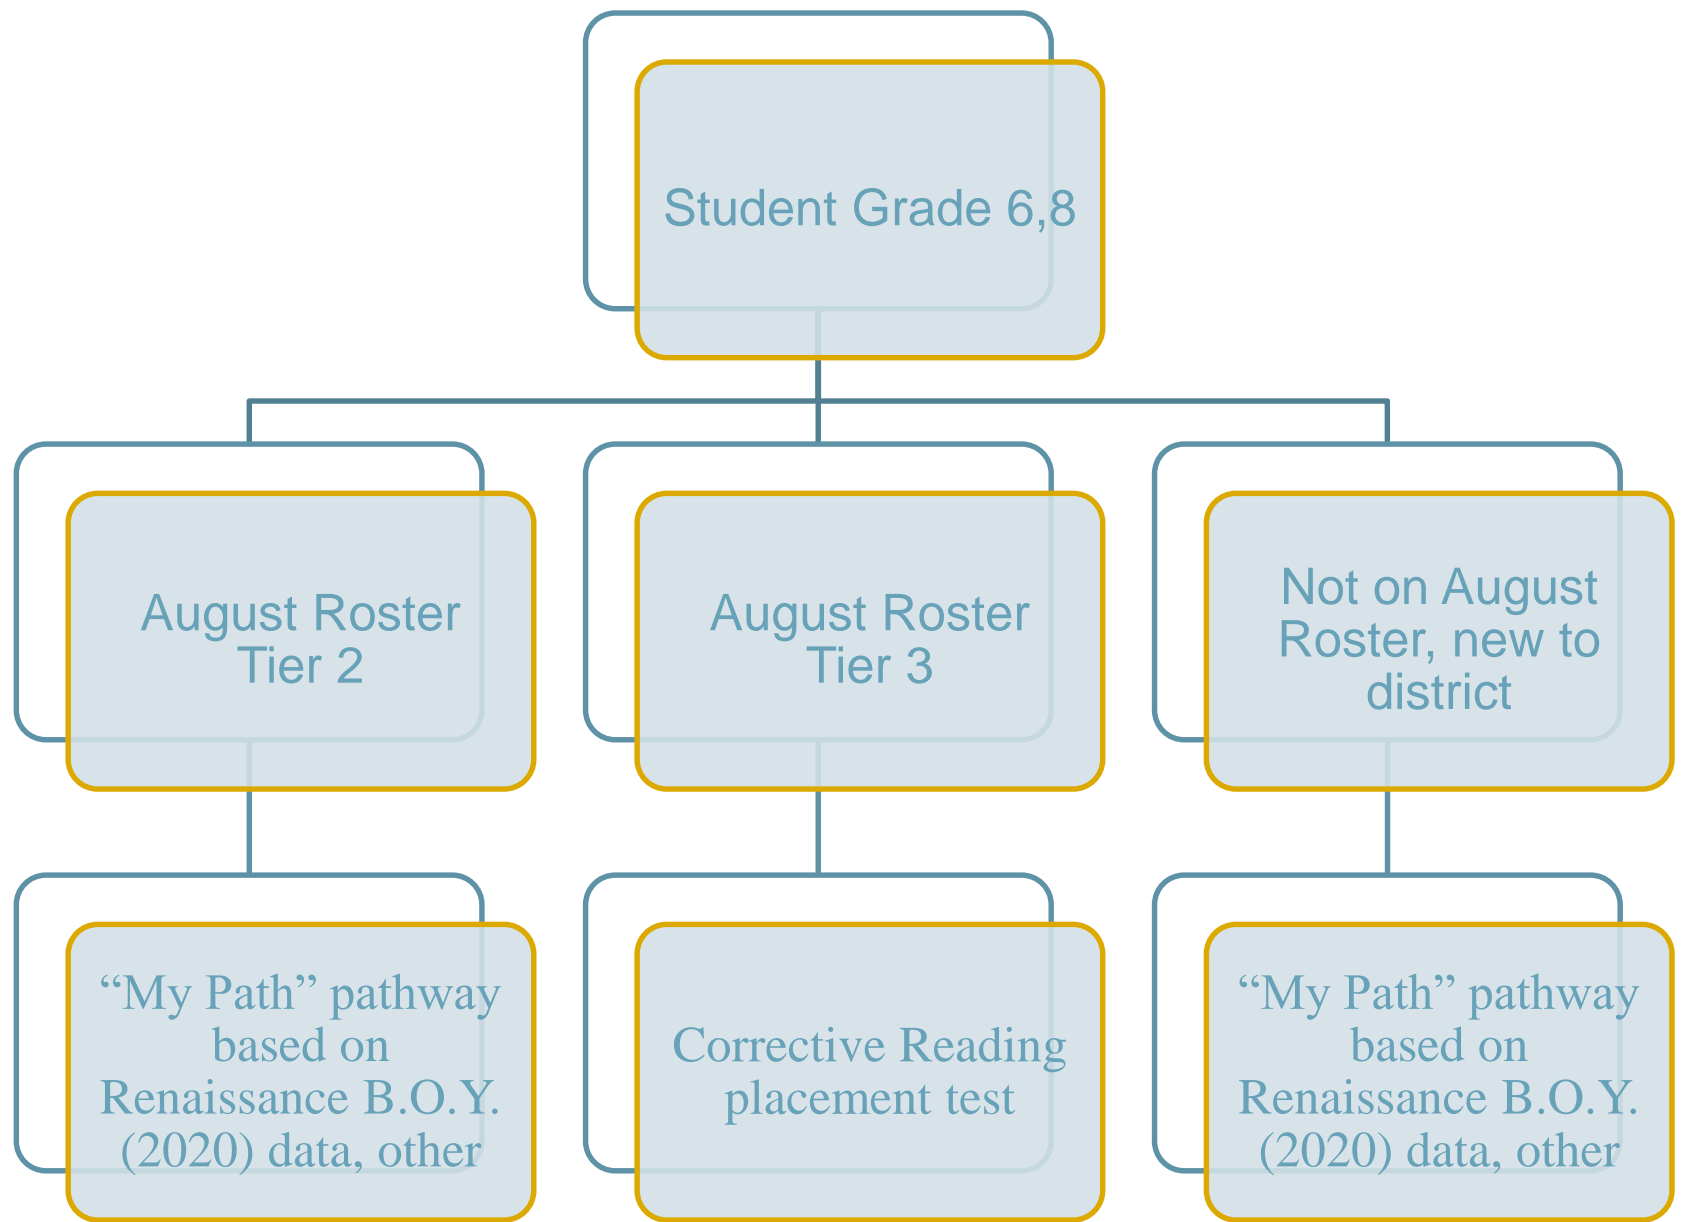 Student Grade 6,8
August Roster
Tier 2
August Roster
Tier 3
Not on August
Roster, new to
district
“My Path” pathway
based on
Renaissance B.O.Y.
(2020) data, other
Corrective Reading
placement test
“My Path” pathway
based on
Renaissance B.O.Y.
(2020) data, other